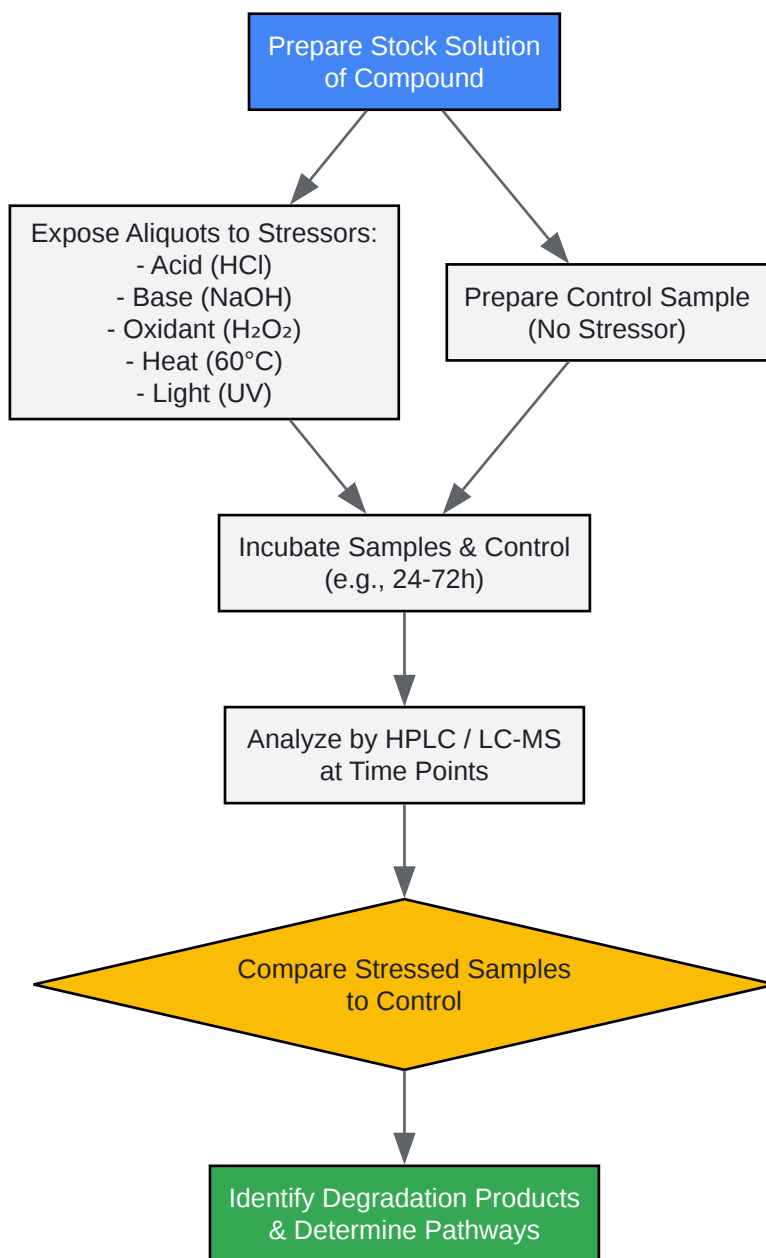 Prepare Stock Solution
of Compound
Expose Aliquots to Stressors:
- Acid (HCl)
- Base (NaOH)
- Oxidant (H₂O₂)
- Heat (60°C)
- Light (UV)
Prepare Control Sample
(No Stressor)
Incubate Samples & Control
(e.g., 24-72h)
Analyze by HPLC / LC-MS
at Time Points
Compare Stressed Samples
to Control
Identify Degradation Products
& Determine Pathways